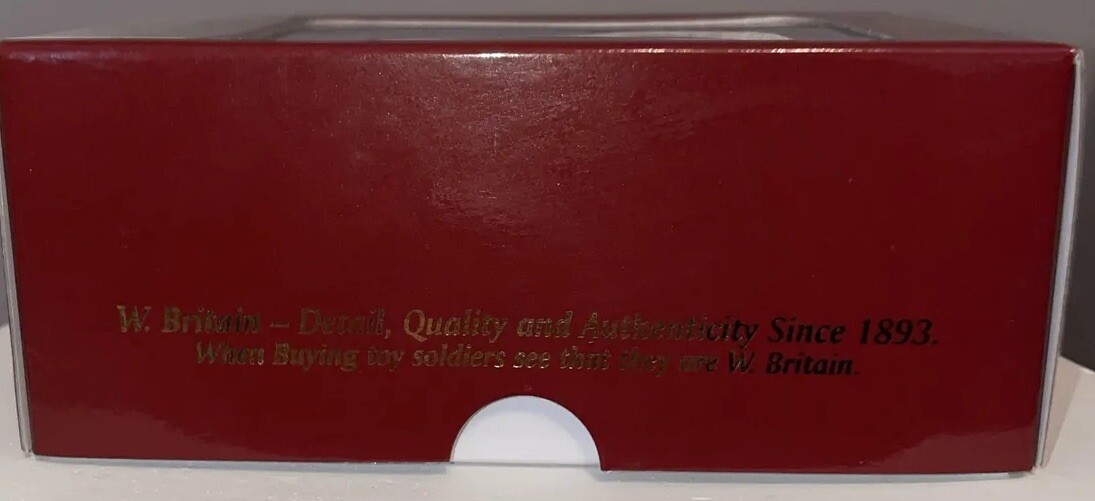 W. Britain – Detail, Quality and Authenticity Since 1893.
When Buying toy soldiers see that they are W. Britain.